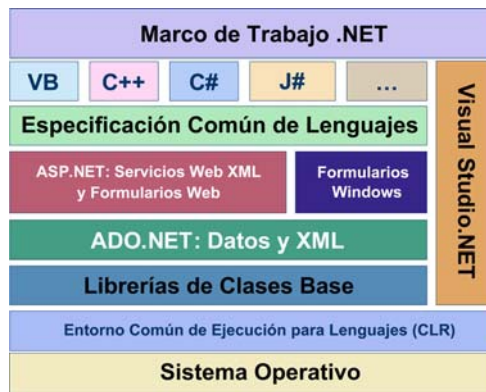 Marco de Trabajo .NET
VB
C++
C#
J#
...
Especificación Común de Lenguajes
ASP.NET: Servicios Web XML
y Formularios Web
Formularios
Windows
ADO.NET: Datos y XML
Librerías de Clases Base
Visual Studio.NET
Entorno Común de Ejecución para Lenguajes (CLR)
Sistema Operativo